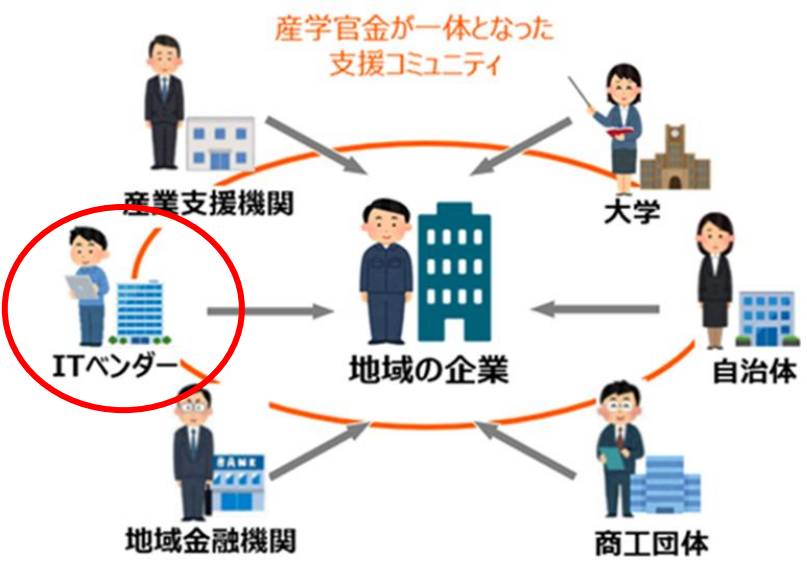 産学官金が一体となった
支援コミュニティ
産業支援機関
大学
ITベンダー
地域の企業
自治体
BANK
地域金融機関
商工団体